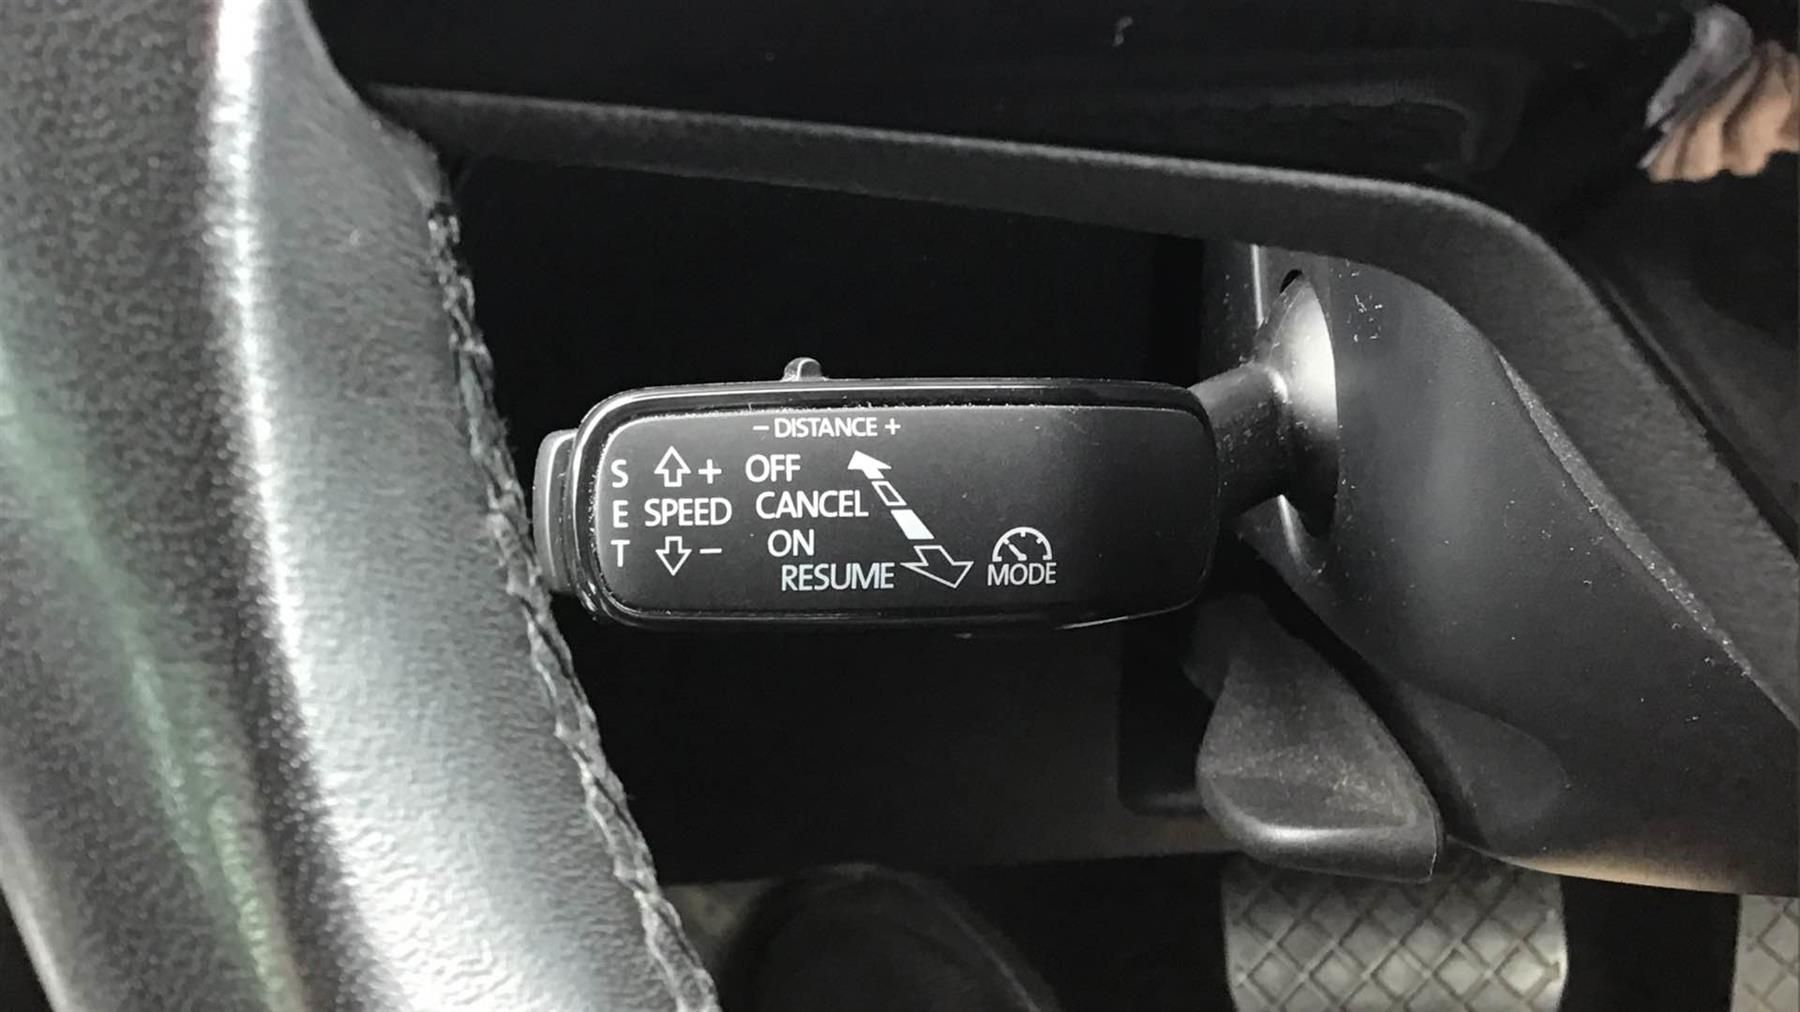 − DISTANCE +
S + OFF
E SPEED CANCEL
T − ON
RESUME MODE